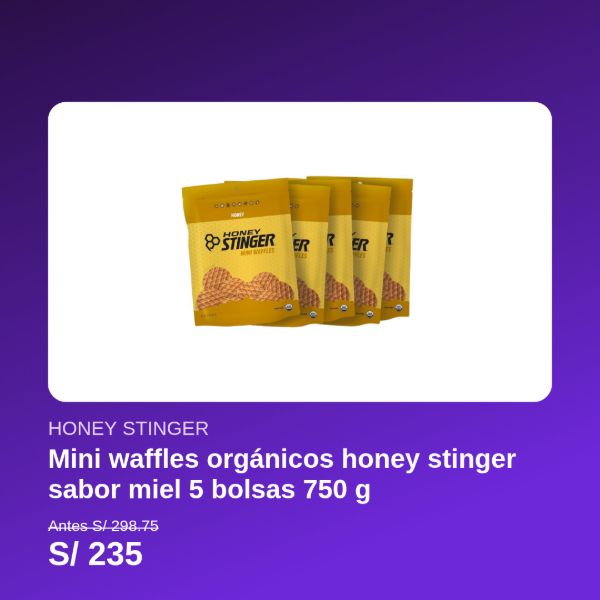 HONEY
HONEY
STINGER
MINI WAFFLES
HONEY STINGER
Mini waffles orgánicos honey stinger
sabor miel 5 bolsas 750 g
Antes S/ 298.75
S/ 235